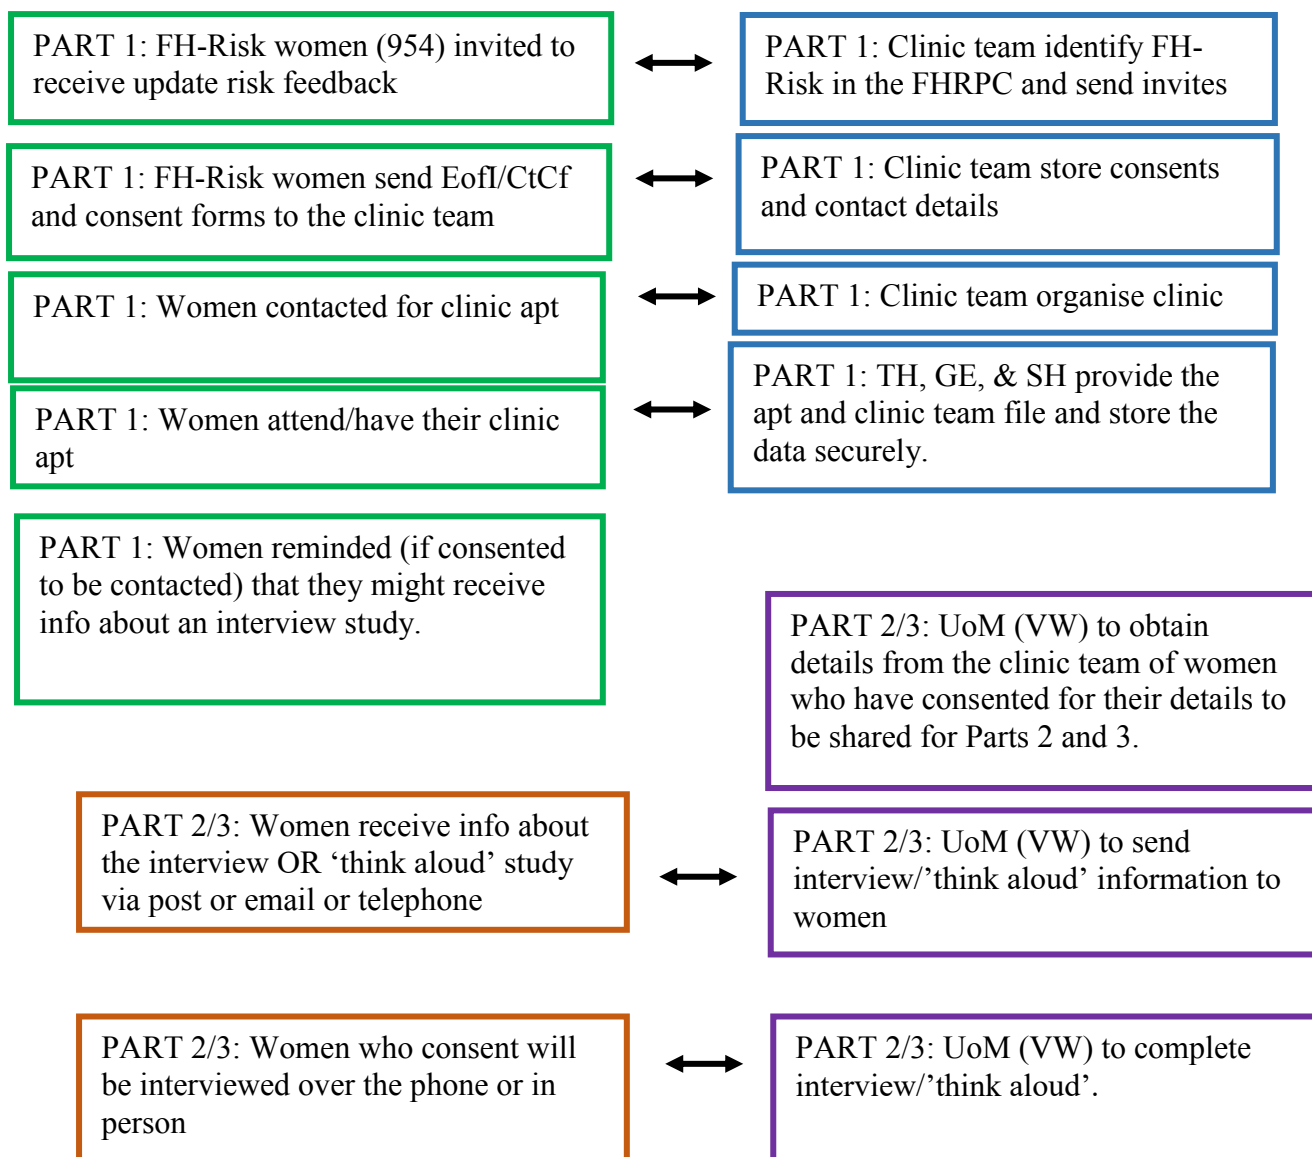 PART 1: FH-Risk women (954) invited to
receive update risk feedback
PART 1: Clinic team identify FH-
Risk in the FHRPC and send invites
PART 1: FH-Risk women send EofI/CtCf
and consent forms to the clinic team
PART 1: Clinic team store consents
and contact details
PART 1: Women contacted for clinic apt
PART 1: Clinic team organise clinic
PART 1: Women attend/have their clinic
apt
PART 1: TH, GE, & SH provide the
apt and clinic team file and store the
data securely.
PART 1: Women reminded (if consented
to be contacted) that they might receive
info about an interview study.
PART 2/3: UoM (VW) to obtain
details from the clinic team of women
who have consented for their details to
be shared for Parts 2 and 3.
PART 2/3: Women receive info about
the interview OR ‘think aloud’ study
via post or email or telephone
PART 2/3: UoM (VW) to send
interview/’think aloud’ information to
women
PART 2/3: Women who consent will
be interviewed over the phone or in
person
PART 2/3: UoM (VW) to complete
interview/’think aloud’.